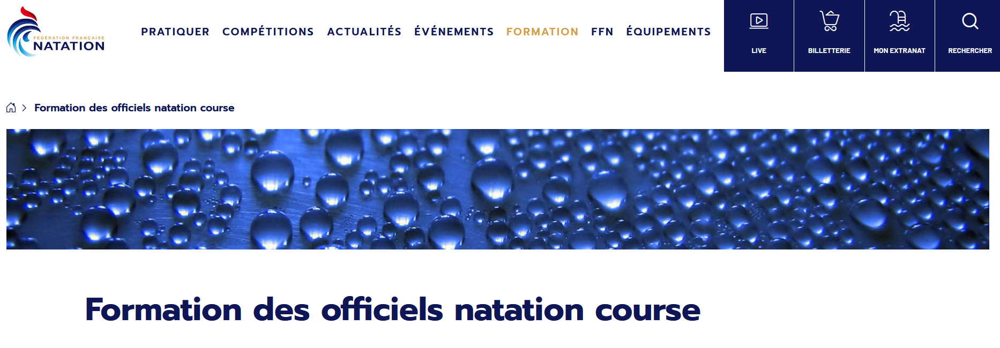 FÉDÉRATION FRANÇAISE
NATATION
PRATIQUER COMPÉTITIONS ACTUALITÉS ÉVÉNEMENTS FORMATION FFN ÉQUIPEMENTS
LIVE BILLETTERIE MON EXTRANAT RECHERCHER
Formation des officiels natation course
Formation des officiels natation course